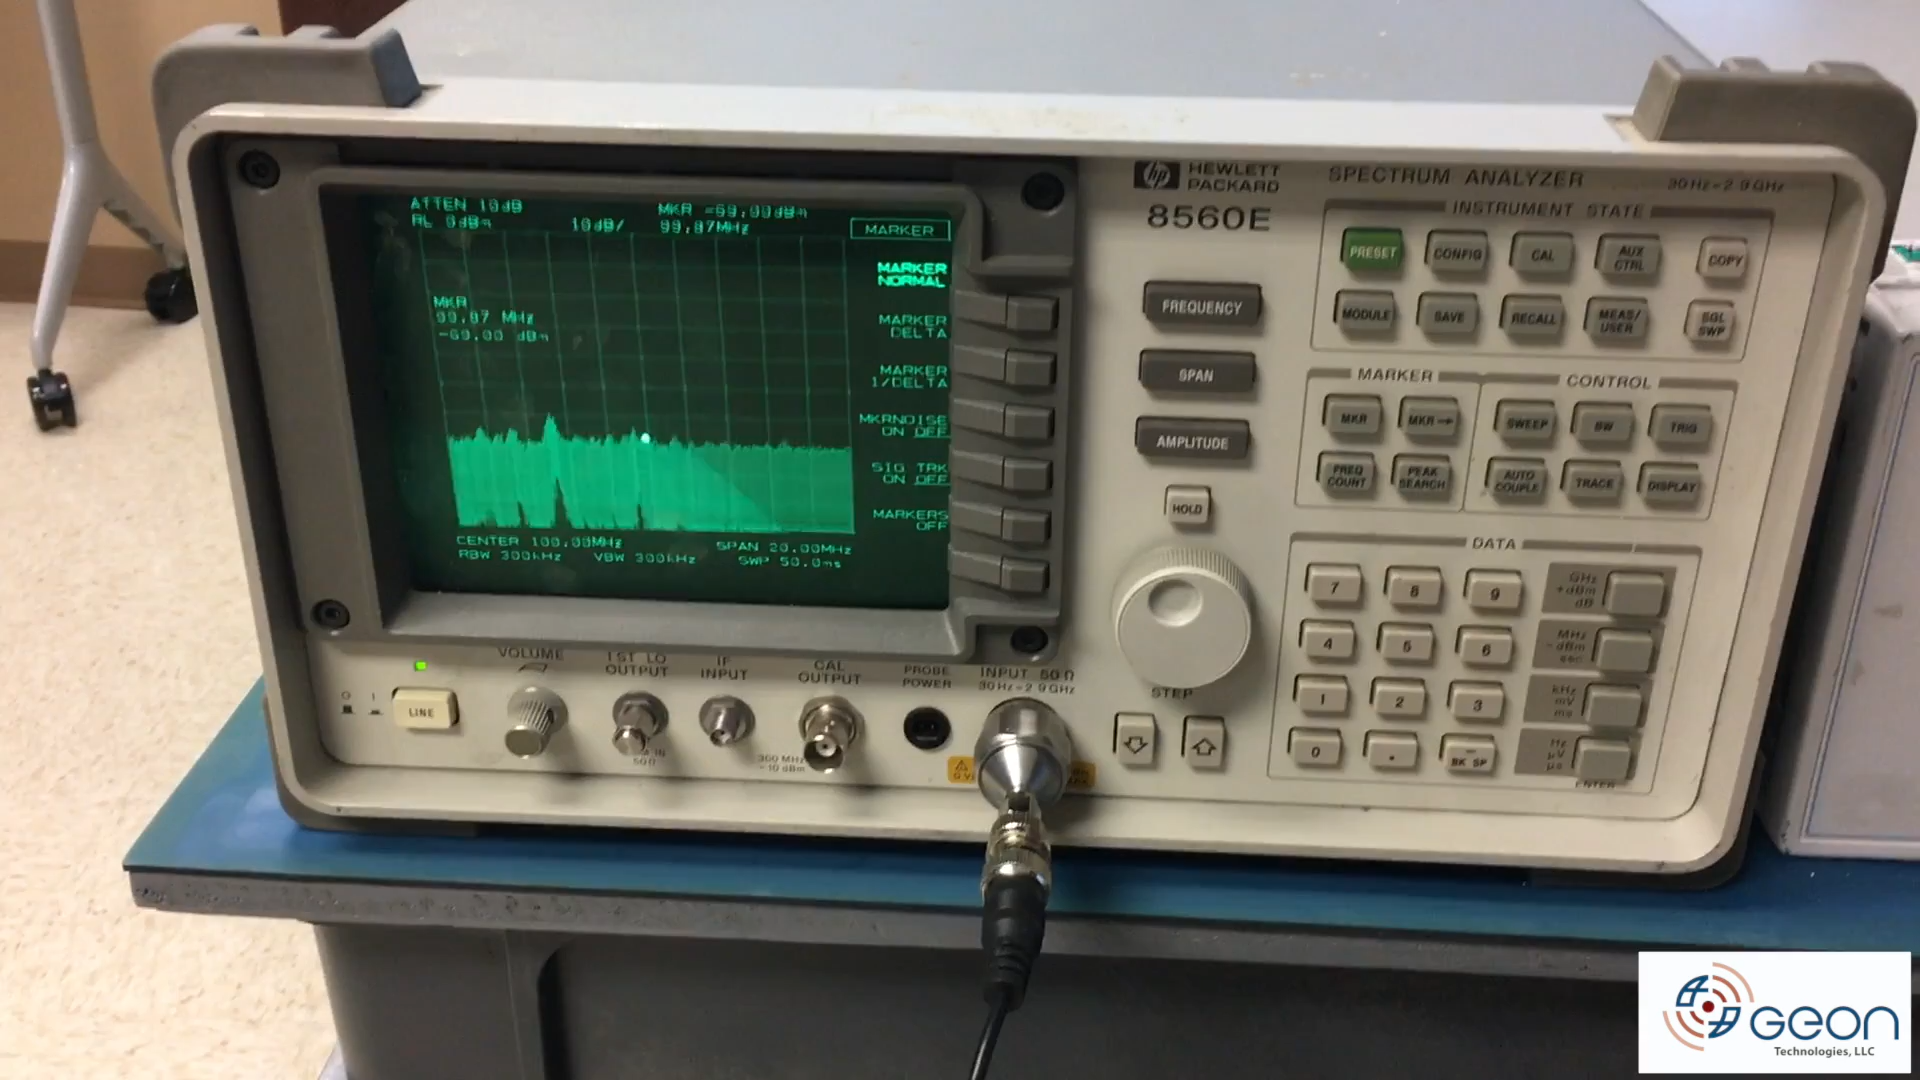 ATTEN 10dB
RL 0dBm
10dB/
MKR -69.00dBm
99.87MHz
MARKER
MARKER
NORMAL
MARKER
DELTA
MARKER
1/DELTA
MKRNOISE
ON OFF
SIG TRK
ON OFF
MARKERS
OFF
MKR
99.87 MHz
-69.00 dBm
CENTER 100.00MHz
SPAN 20.00MHz
RBW 300kHz
VBW 300kHz
SWP 50.0ms
hp HEWLETT
PACKARD
8560E
SPECTRUM ANALYZER
30Hz-2.9GHz
INSTRUMENT STATE
PRESET
CONFIG
CAL
AUX
CTRL
COPY
MODULE
SAVE
RECALL
MEAS/
USER
SGL
SWP
FREQUENCY
SPAN
AMPLITUDE
HOLD
MARKER
MKR
MKR→
FREQ
COUNT
PEAK
SEARCH
CONTROL
SWEEP
BW
TRIG
AUTO
COUPLE
TRACE
DISPLAY
DATA
7
8
9
GHz
+dBm
dB
4
5
6
MHz
-dBm
sec
1
2
3
kHz
mV
ms
0
.
-
BK SP
Hz
µV
µs
ENTER
STEP
O I
LINE
VOLUME
1ST LO
OUTPUT
IF
INPUT
CAL
OUTPUT
300 MHz
-10 dBm
PROBE
POWER
INPUT 50Ω
30Hz-2.9GHz
50Ω
GEON
Technologies, LLC